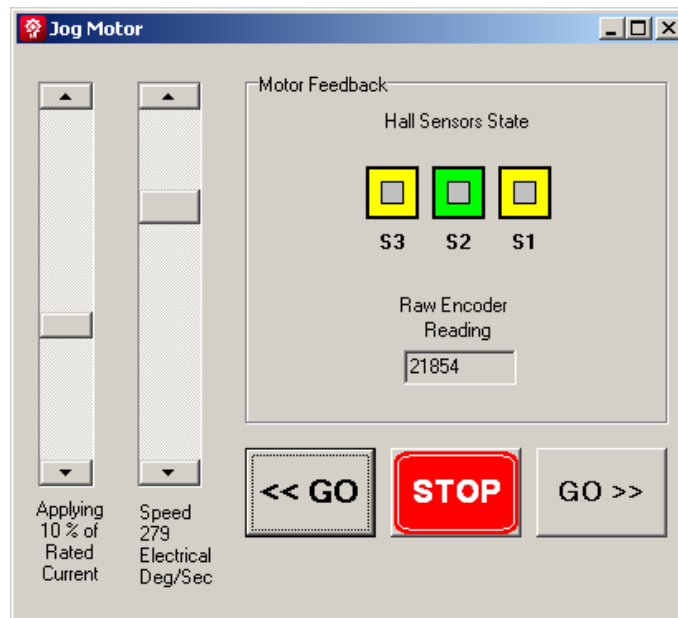 Jog Motor
Motor Feedback
Hall Sensors State
S3 S2 S1
Raw Encoder
Reading
21854
<< GO
STOP
GO >>
Applying
10 % of
Rated
Current
Speed
279
Electrical
Deg/Sec